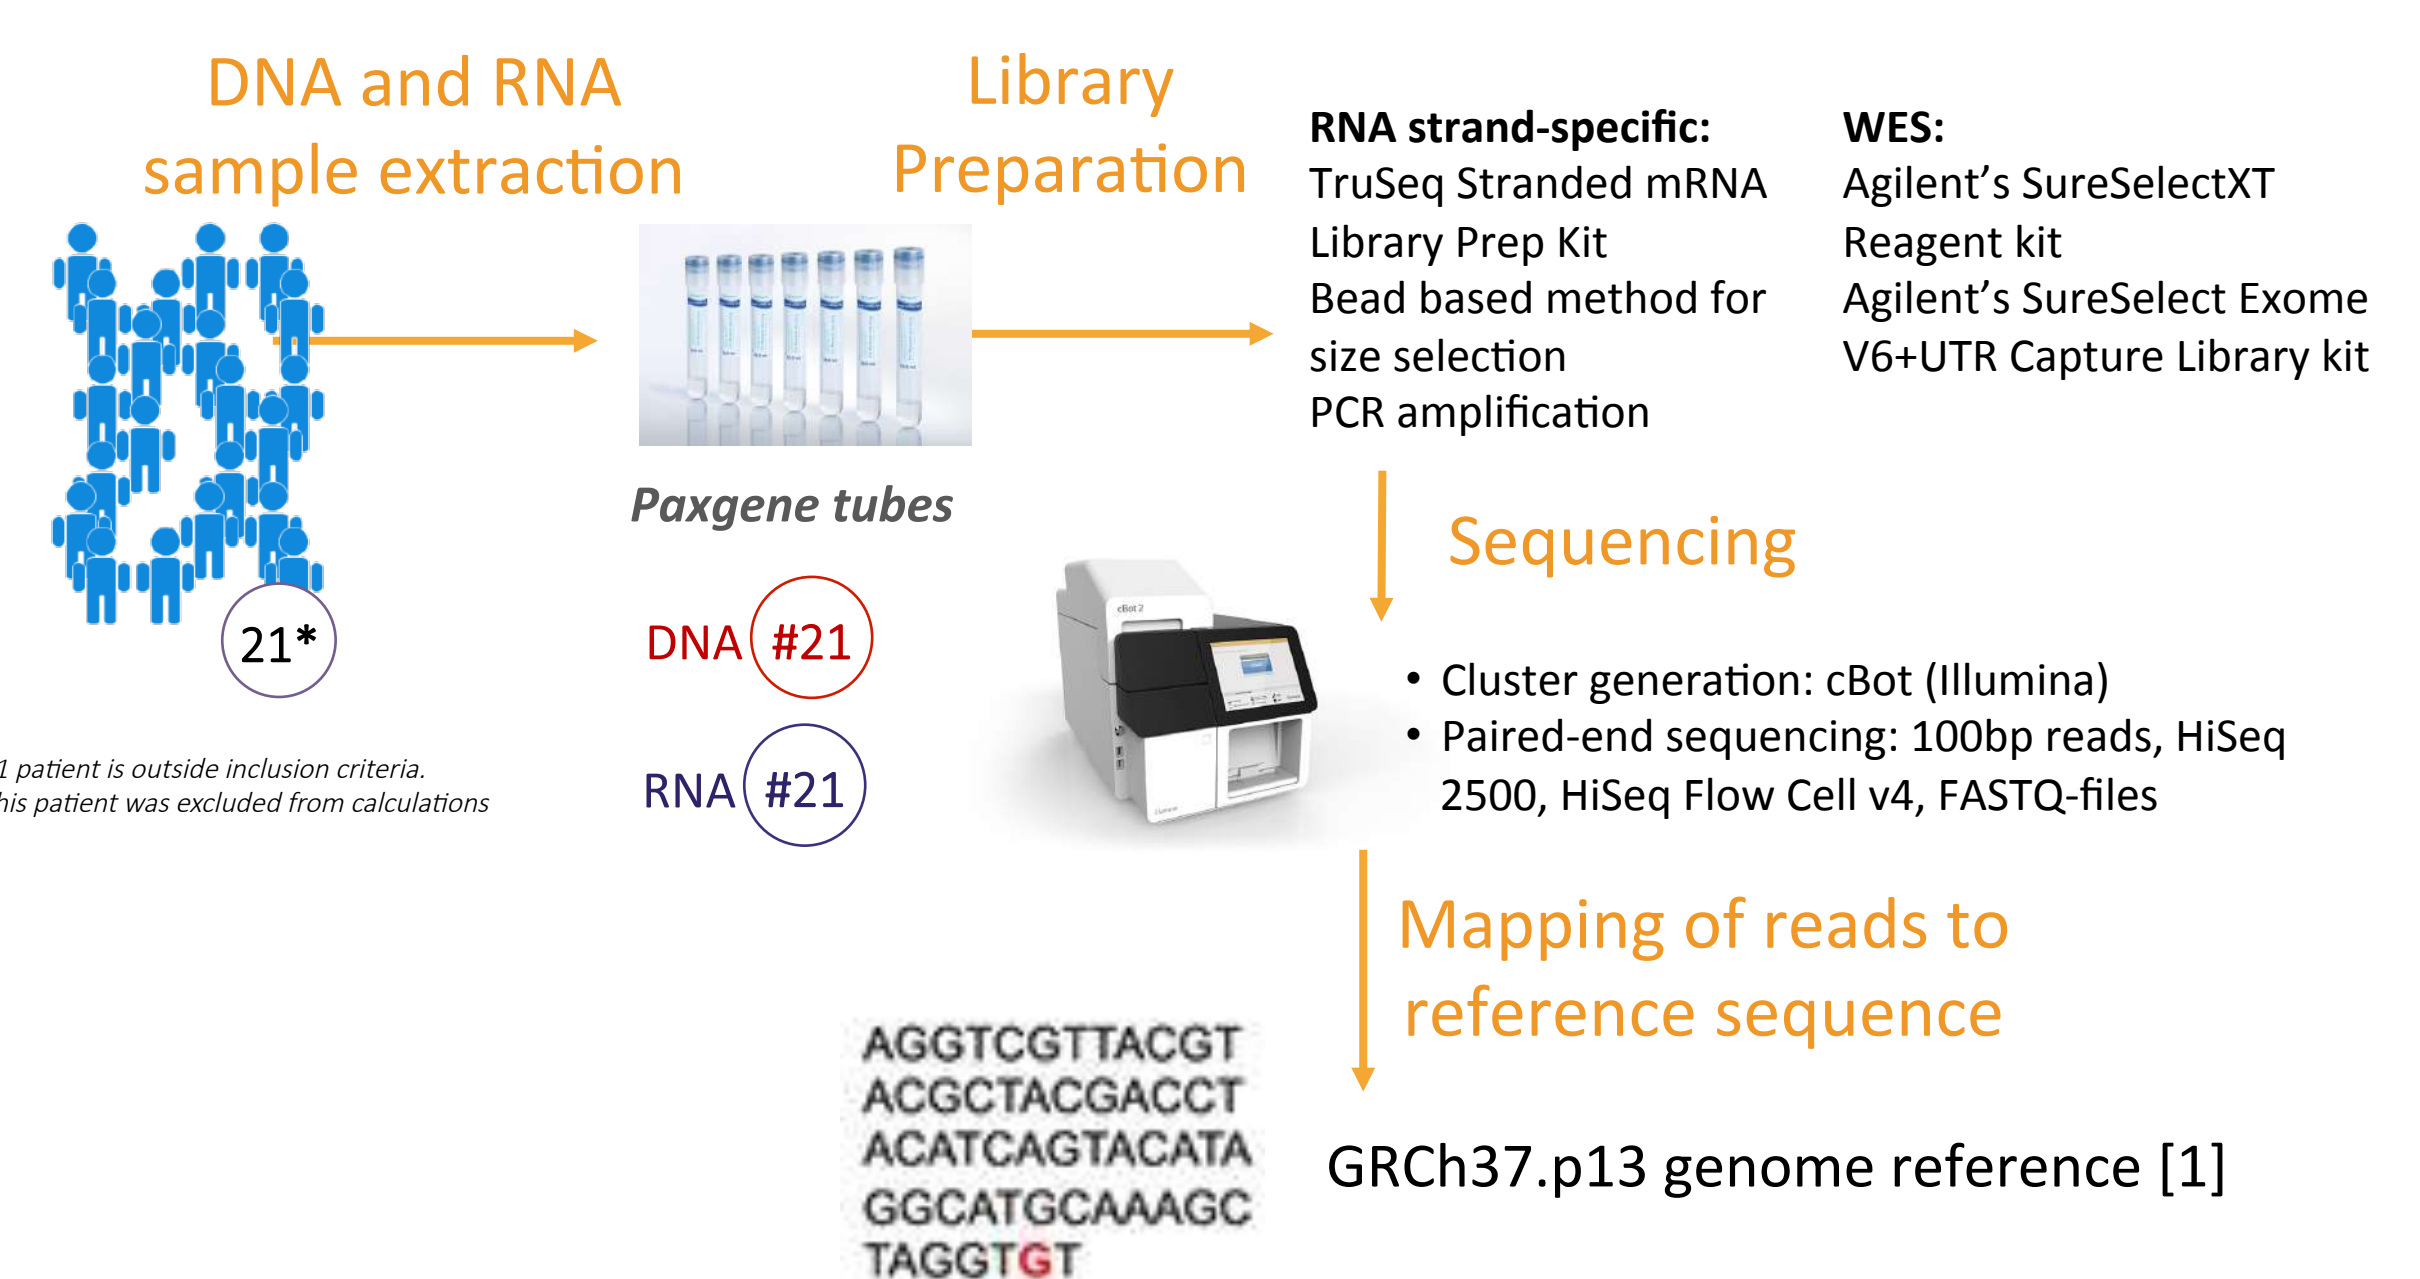 DNA and RNA
sample extraction
Library
Preparation
RNA strand-specific:
TruSeq Stranded mRNA
Library Prep Kit
Bead based method for
size selection
PCR amplification
WES:
Agilent’s SureSelectXT
Reagent kit
Agilent’s SureSelect Exome
V6+UTR Capture Library kit
Paxgene tubes
21*
DNA #21
RNA #21
1 patient is outside inclusion criteria.
his patient was excluded from calculations
Sequencing
cBot 2
• Cluster generation: cBot (Illumina)
• Paired-end sequencing: 100bp reads, HiSeq
2500, HiSeq Flow Cell v4, FASTQ-files
Mapping of reads to
reference sequence
AGGTCGTTACGT
ACGCTACGACCT
ACATCAGTACATA
GGCATGCAAAGC
TAGGTGT
GRCh37.p13 genome reference [1]